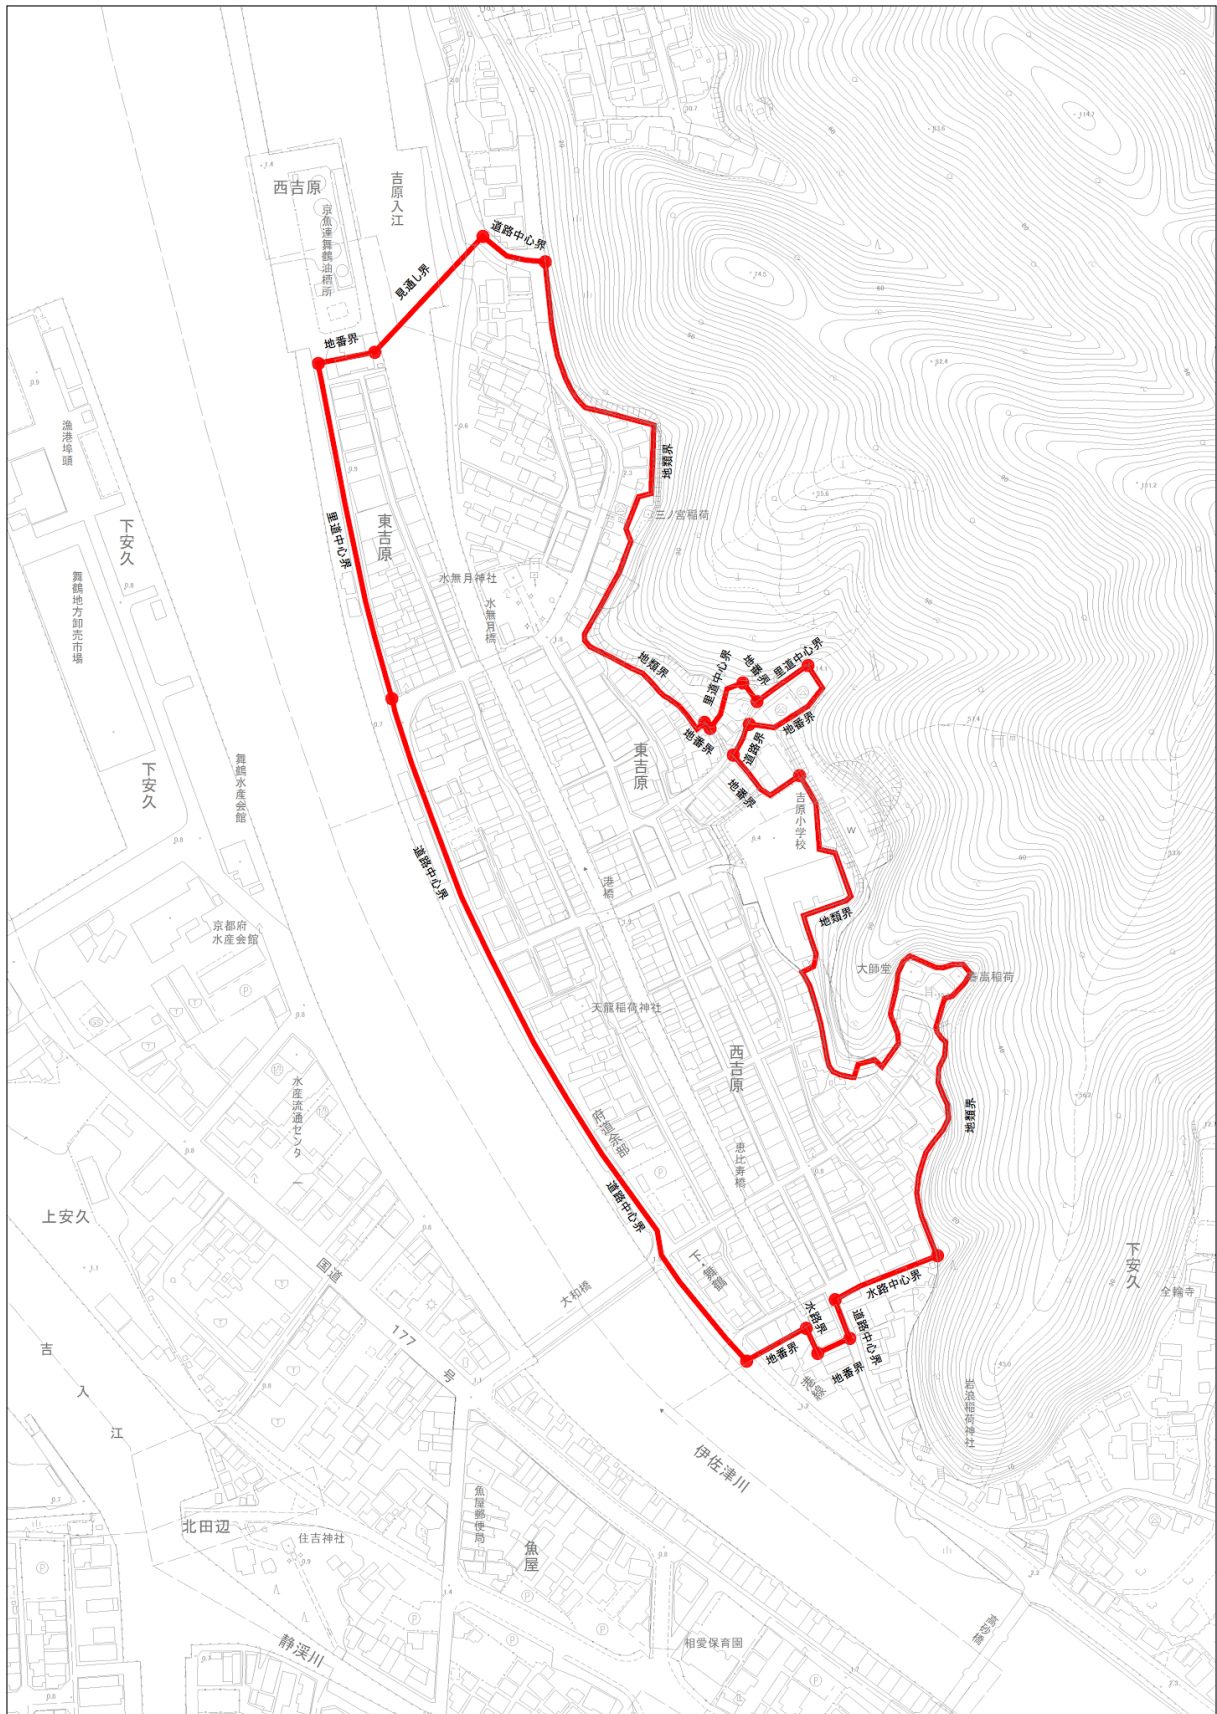 西吉原
吉原入江
京魚連舞鶴油槽所
道路中心界
見通し界
地番界
漁港埠頭
下安久
舞鶴地方卸売市場
里道中心界
東吉原
地類界
三ノ宮稲荷
水無月神社
水無月橋
地類界
里道中心界
地番界
里道中心界
地番界
道路界
地番界
地番界
東吉原
下安久
舞鶴水産会館
吉原小学校
W
道路中心界
港橋
地類界
京都府
水産会館
大師堂
天龍稲荷神社
西吉原
水産流通センター
府道余部
恵比寿橋
地類界
道路中心界
上安久
国道
177
号
下・舞鶴
大和橋
水路中心界
水路界
道路中心界
地番界
地番界
港線
下安久
全輪寺
吉
入
江
岩浪稲荷神社
伊佐津川
魚屋郵便局
魚屋
北田辺
住吉神社
静渓川
相愛保育園
高砂橋